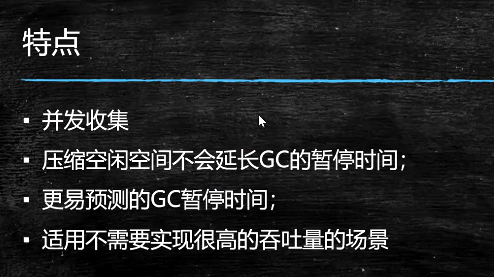 特点
▪ 并发收集
▪ 压缩空闲空间不会延长GC的暂停时间；
▪ 更易预测的GC暂停时间；
▪ 适用不需要实现很高的吞吐量的场景